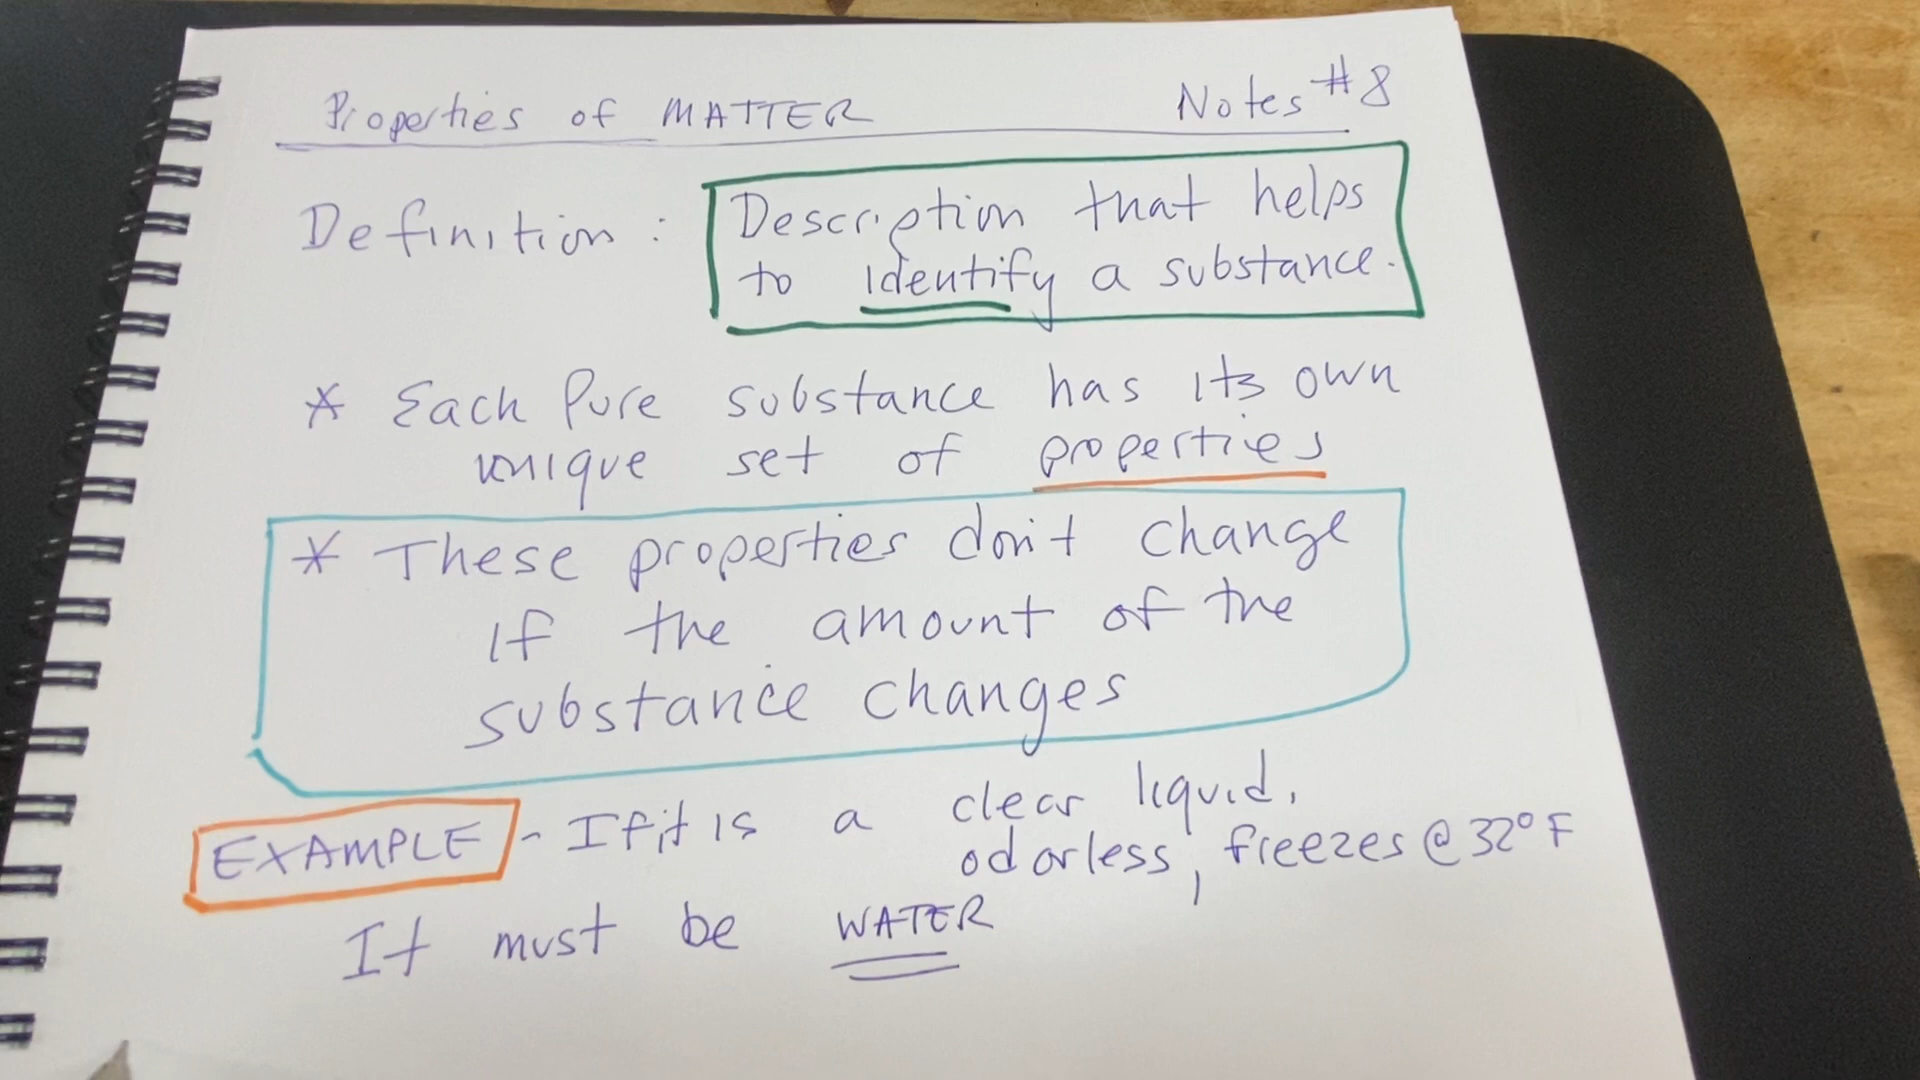 Properties of MATTER Notes #8
Definition: Description that helps
to identify a substance.
* Each Pure substance has its own
unique set of properties
* These properties don't change
if the amount of the
substance changes
EXAMPLE - If it is a clear liquid,
odorless, freezes @ 32°F
It must be WATER